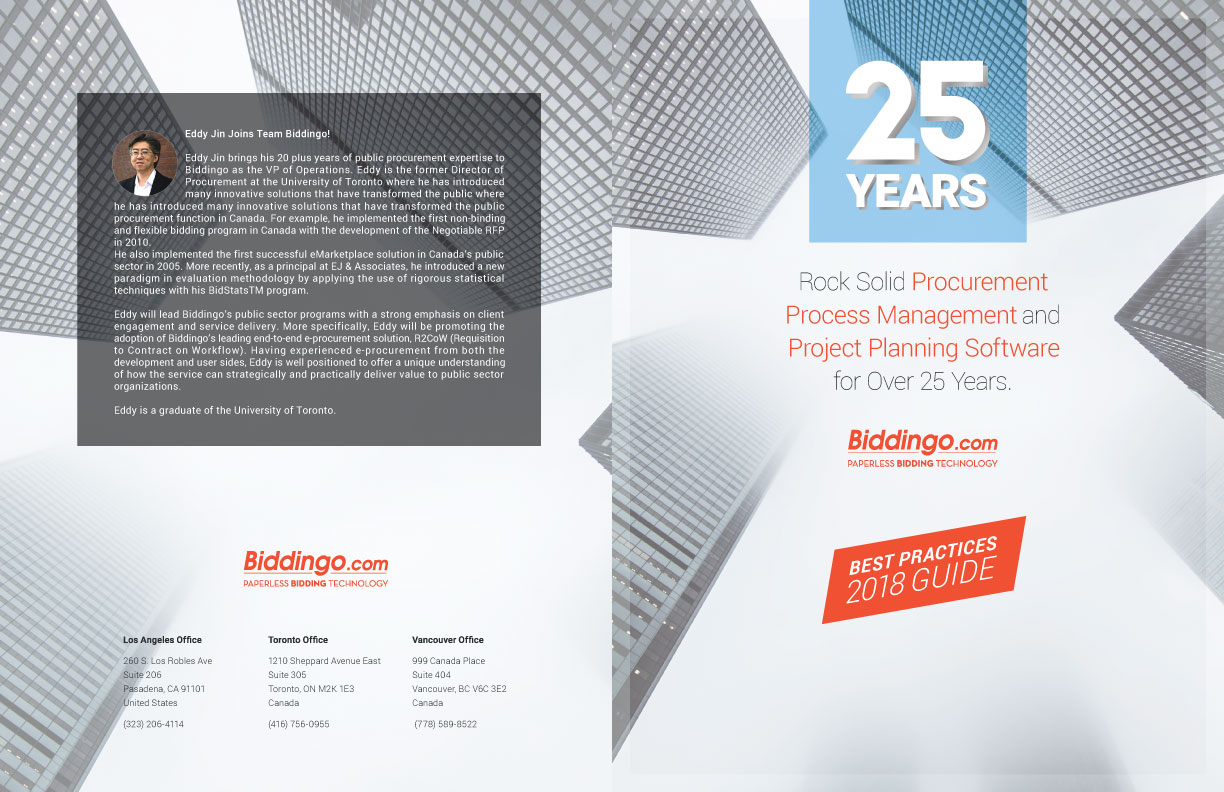 Eddy Jin Joins Team Biddingo!
Eddy Jin brings his 20 plus years of public procurement expertise to
Biddingo as the VP of Operations. Eddy is the former Director of
Procurement at the University of Toronto where he has introduced
many innovative solutions that have transformed the public where
he has introduced many innovative solutions that have transformed the public
procurement function in Canada. For example, he implemented the first non-binding
and flexible bidding program in Canada with the development of the Negotiable RFP
in 2010.
He also implemented the first successful eMarketplace solution in Canada's public
sector in 2005. More recently, as a principal at EJ & Associates, he introduced a new
paradigm in evaluation methodology by applying the use of rigorous statistical
techniques with his BidStatsTM program.
Eddy will lead Biddingo's public sector programs with a strong emphasis on client
engagement and service delivery. More specifically, Eddy will be promoting the
adoption of Biddingo's leading end-to-end e-procurement solution, R2CoW (Requisition
to Contract on Workflow). Having experienced e-procurement from both the
development and user sides, Eddy is well positioned to offer a unique understanding
of how the service can strategically and practically deliver value to public sector
organizations.
Eddy is a graduate of the University of Toronto.
Biddingo.com
PAPERLESS BIDDING TECHNOLOGY
Los Angeles Office
260 S. Los Robles Ave
Suite 206
Pasadena, CA 91101
United States
(323) 206-4114
Toronto Office
1210 Sheppard Avenue East
Suite 305
Toronto, ON M2K 1E3
Canada
(416) 756-0955
Vancouver Office
999 Canada Place
Suite 404
Vancouver, BC V6C 3E2
Canada
(778) 589-8522
25
YEARS
Rock Solid Procurement
Process Management and
Project Planning Software
for Over 25 Years.
Biddingo.com
PAPERLESS BIDDING TECHNOLOGY
BEST PRACTICES
2018 GUIDE